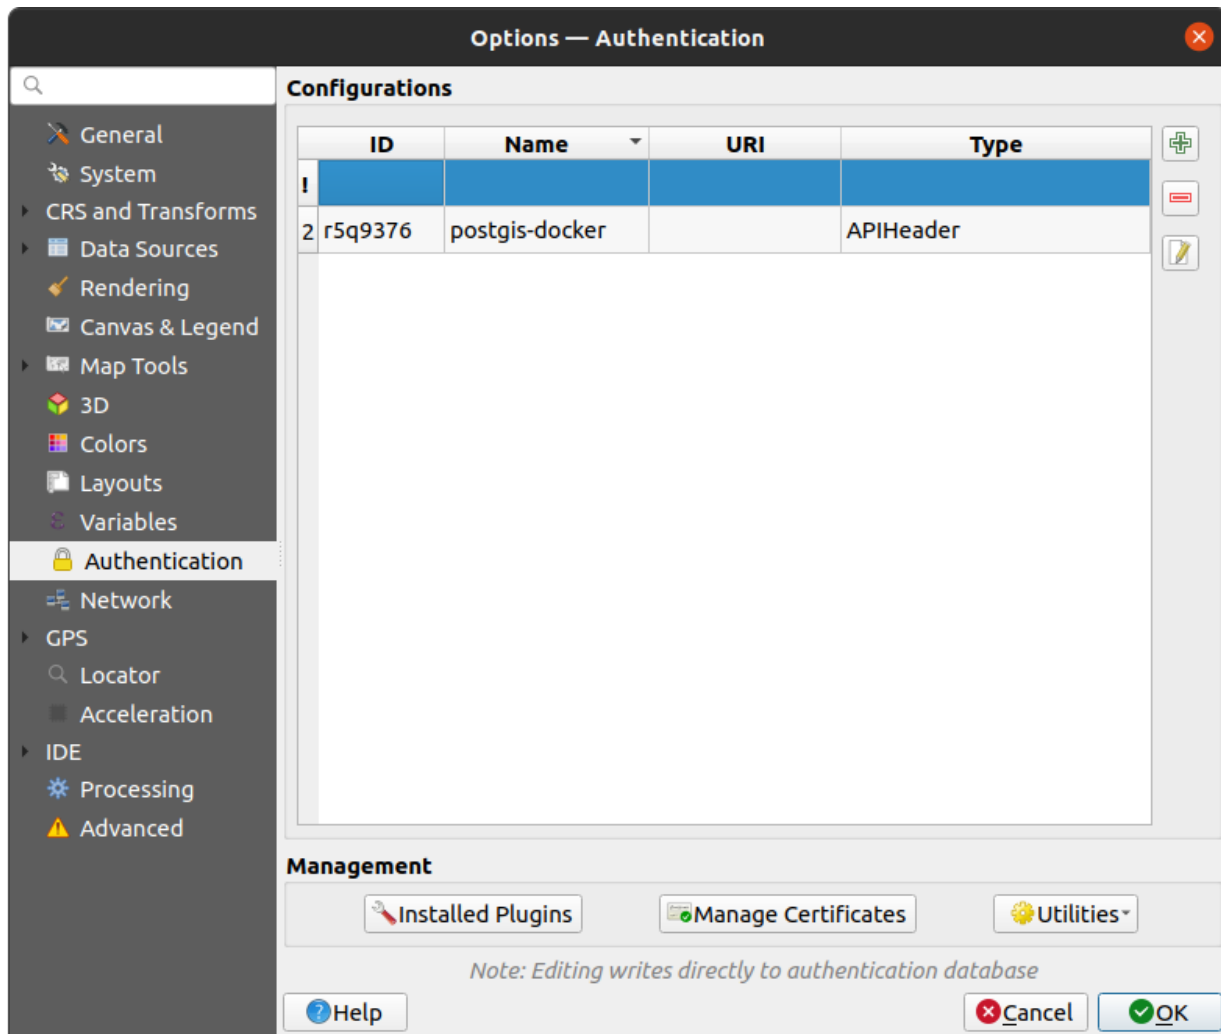 Options — Authentication
Configurations
General
System
CRS and Transforms
Data Sources
Rendering
Canvas & Legend
Map Tools
3D
Colors
Layouts
Variables
Authentication
Network
GPS
Locator
Acceleration
IDE
Processing
Advanced
ID Name URI Type
!
2 r5q9376 postgis-docker APIHeader
Management
Installed Plugins Manage Certificates Utilities
Note: Editing writes directly to authentication database
Help Cancel OK